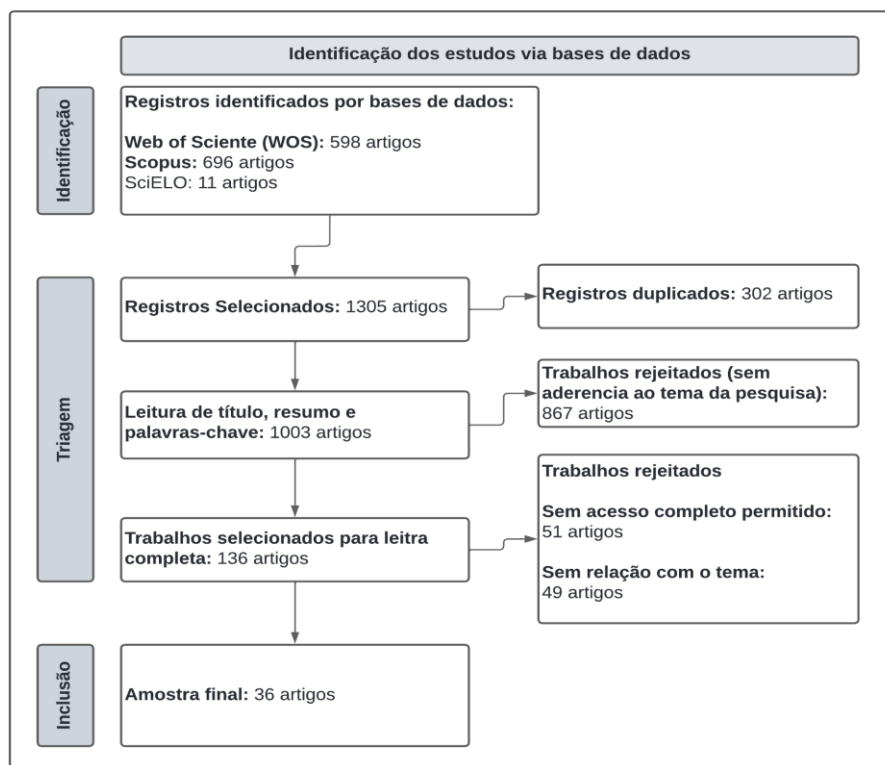 Identificação dos estudos via bases de dados
Identificação
Registros identificados por bases de dados:
Web of Sciente (WOS): 598 artigos
Scopus: 696 artigos
SciELO: 11 artigos
Triagem
Registros Selecionados: 1305 artigos
Registros duplicados: 302 artigos
Leitura de título, resumo e
palavras-chave: 1003 artigos
Trabalhos rejeitados (sem
aderencia ao tema da pesquisa):
867 artigos
Trabalhos selecionados para leitra
completa: 136 artigos
Trabalhos rejeitados
Sem acesso completo permitido:
51 artigos
Sem relação com o tema:
49 artigos
Inclusão
Amostra final: 36 artigos